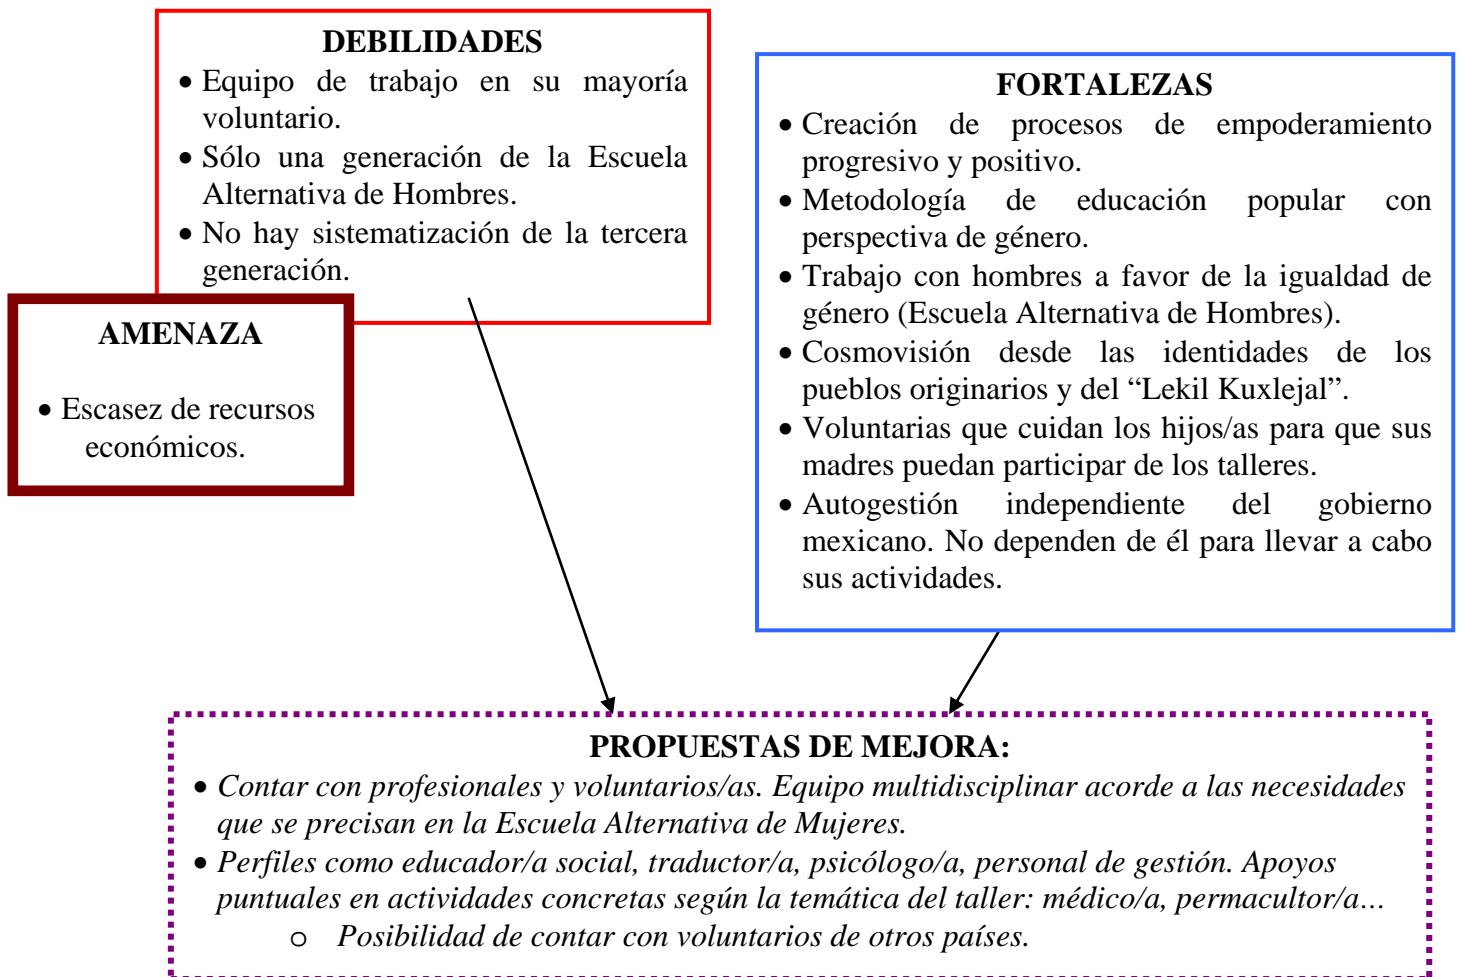 DEBILIDADES
• Equipo de trabajo en su mayoría
voluntario.
• Sólo una generación de la Escuela
Alternativa de Hombres.
• No hay sistematización de la tercera
generación.
AMENAZA
• Escasez de recursos
económicos.
FORTALEZAS
• Creación de procesos de empoderamiento
progresivo y positivo.
• Metodología de educación popular con
perspectiva de género.
• Trabajo con hombres a favor de la igualdad de
género (Escuela Alternativa de Hombres).
• Cosmovisión desde las identidades de los
pueblos originarios y del “Lekil Kuxlejal”.
• Voluntarias que cuidan los hijos/as para que sus
madres puedan participar de los talleres.
• Autogestión independiente del gobierno
mexicano. No dependen de él para llevar a cabo
sus actividades.
PROPUESTAS DE MEJORA:
• Contar con profesionales y voluntarios/as. Equipo multidisciplinar acorde a las necesidades
que se precisan en la Escuela Alternativa de Mujeres.
• Perfiles como educador/a social, traductor/a, psicólogo/a, personal de gestión. Apoyos
puntuales en actividades concretas según la temática del taller: médico/a, permacultor/a…
o Posibilidad de contar con voluntarios de otros países.